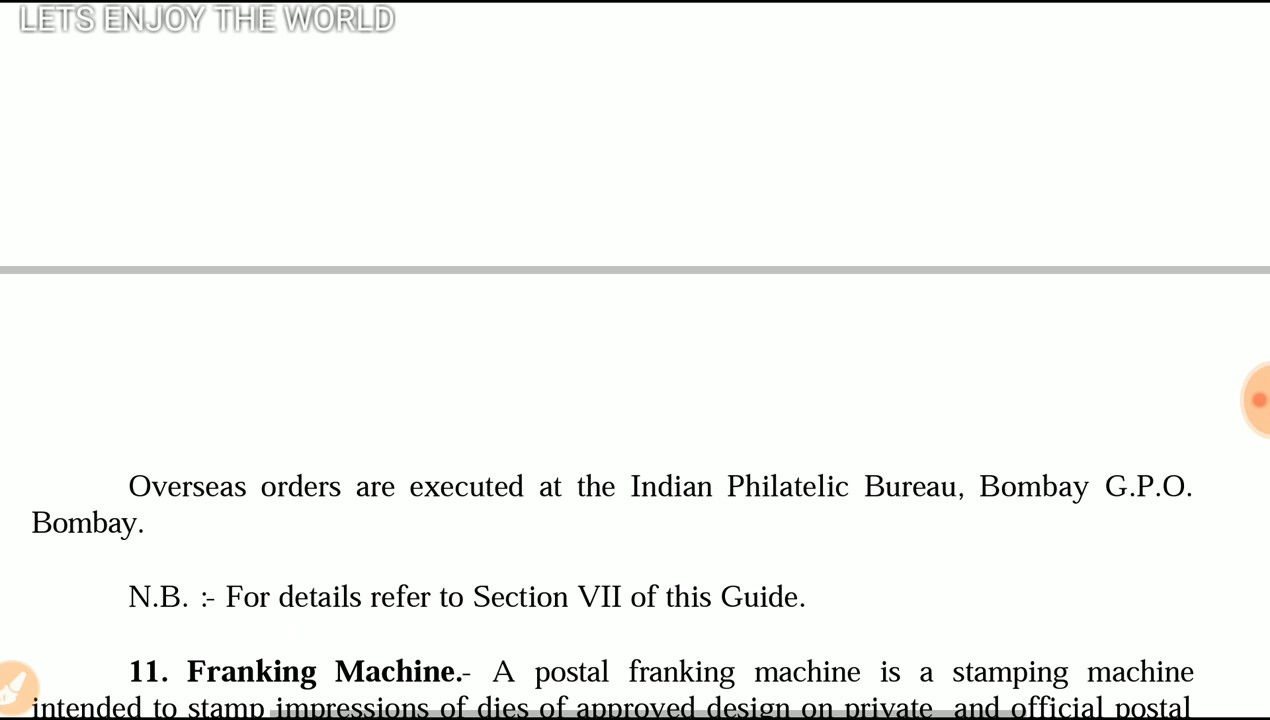 LETS ENJOY THE WORLD
Overseas orders are executed at the Indian Philatelic Bureau, Bombay G.P.O.
Bombay.
N.B. :- For details refer to Section VII of this Guide.
11. Franking Machine.- A postal franking machine is a stamping machine
intended to stamp impressions of dies of approved design on private and official postal